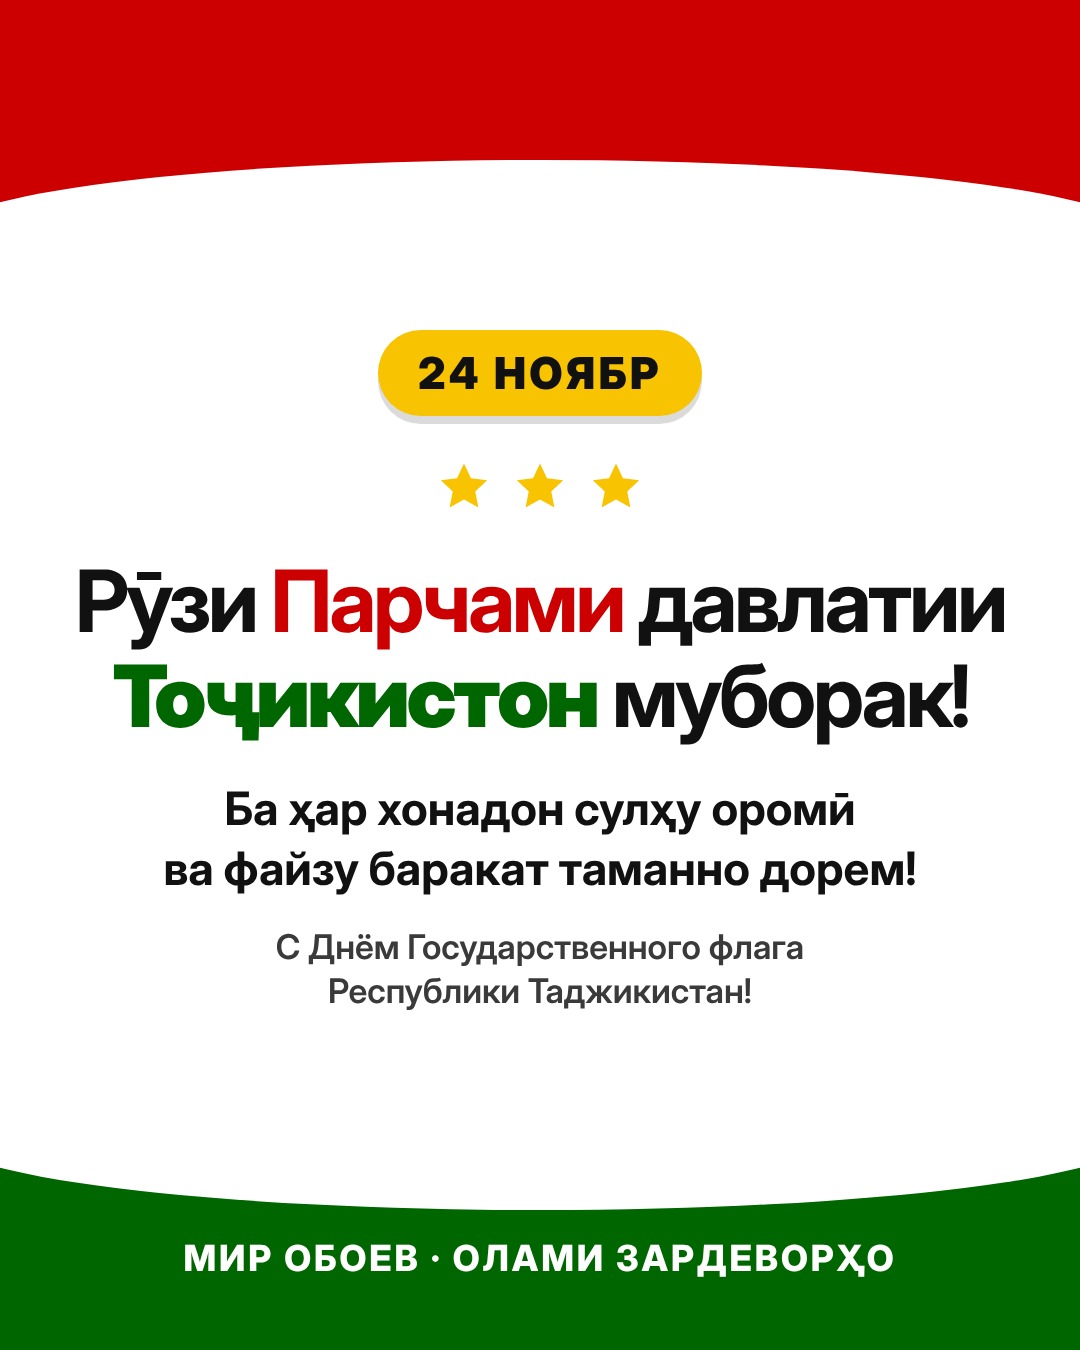 24 НОЯБР
Рӯзи Парчами давлатии
Тоҷикистон муборак!
Ба ҳар хонадон сулҳу оромӣ
ва файзу баракат таманно дорем!
С Днём Государственного флага
Республики Таджикистан!
МИР ОБОЕВ · ОЛАМИ ЗАРДЕВОРҲО